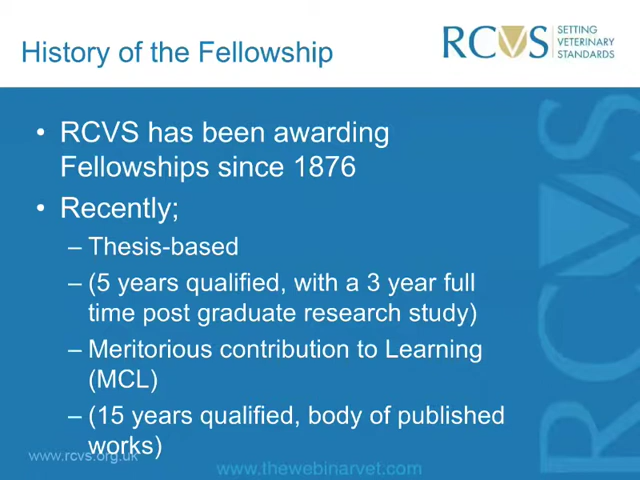 History of the Fellowship
RCVS
SETTING
VETERINARY
STANDARDS
• RCVS has been awarding
Fellowships since 1876
• Recently;
– Thesis-based
– (5 years qualified, with a 3 year full
time post graduate research study)
– Meritorious contribution to Learning
(MCL)
– (15 years qualified, body of published
works)
www.rcvs.org.uk
www.thewebinarvet.com
RCVS